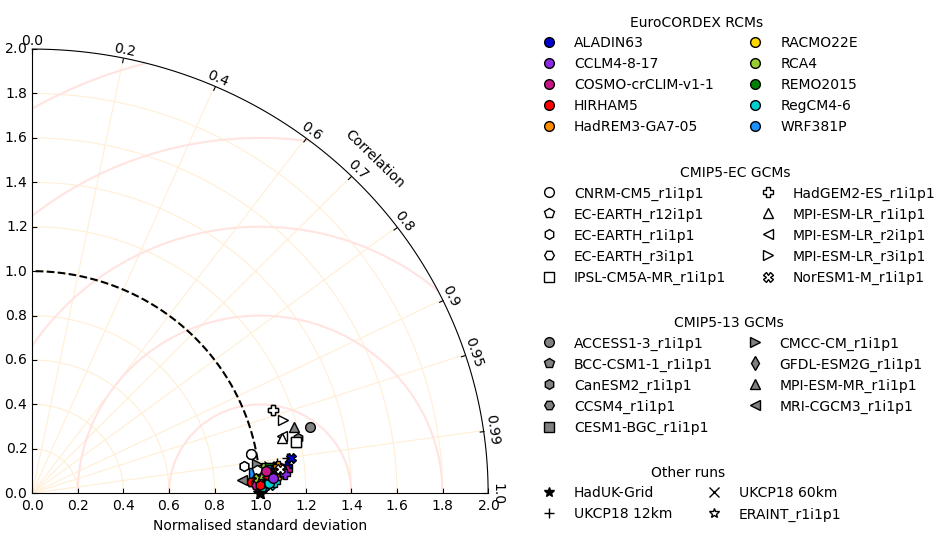 0.0
0.2
0.4
0.6
Correlation
0.7
0.8
0.9
0.95
0.99
1.0
2.0
1.8
1.6
1.4
1.2
1.0
0.8
0.6
0.4
0.2
0.0
0.0 0.2 0.4 0.6 0.8 1.0 1.2 1.4 1.6 1.8 2.0
Normalised standard deviation
EuroCORDEX RCMs
ALADIN63 RACMO22E
CCLM4-8-17 RCA4
COSMO-crCLIM-v1-1 REMO2015
HIRHAM5 RegCM4-6
HadREM3-GA7-05 WRF381P
CMIP5-EC GCMs
CNRM-CM5_r1i1p1 HadGEM2-ES_r1i1p1
EC-EARTH_r12i1p1 MPI-ESM-LR_r1i1p1
EC-EARTH_r1i1p1 MPI-ESM-LR_r2i1p1
EC-EARTH_r3i1p1 MPI-ESM-LR_r3i1p1
IPSL-CM5A-MR_r1i1p1 NorESM1-M_r1i1p1
CMIP5-13 GCMs
ACCESS1-3_r1i1p1 CMCC-CM_r1i1p1
BCC-CSM1-1_r1i1p1 GFDL-ESM2G_r1i1p1
CanESM2_r1i1p1 MPI-ESM-MR_r1i1p1
CCSM4_r1i1p1 MRI-CGCM3_r1i1p1
CESM1-BGC_r1i1p1
Other runs
HadUK-Grid UKCP18 60km
UKCP18 12km ERAINT_r1i1p1